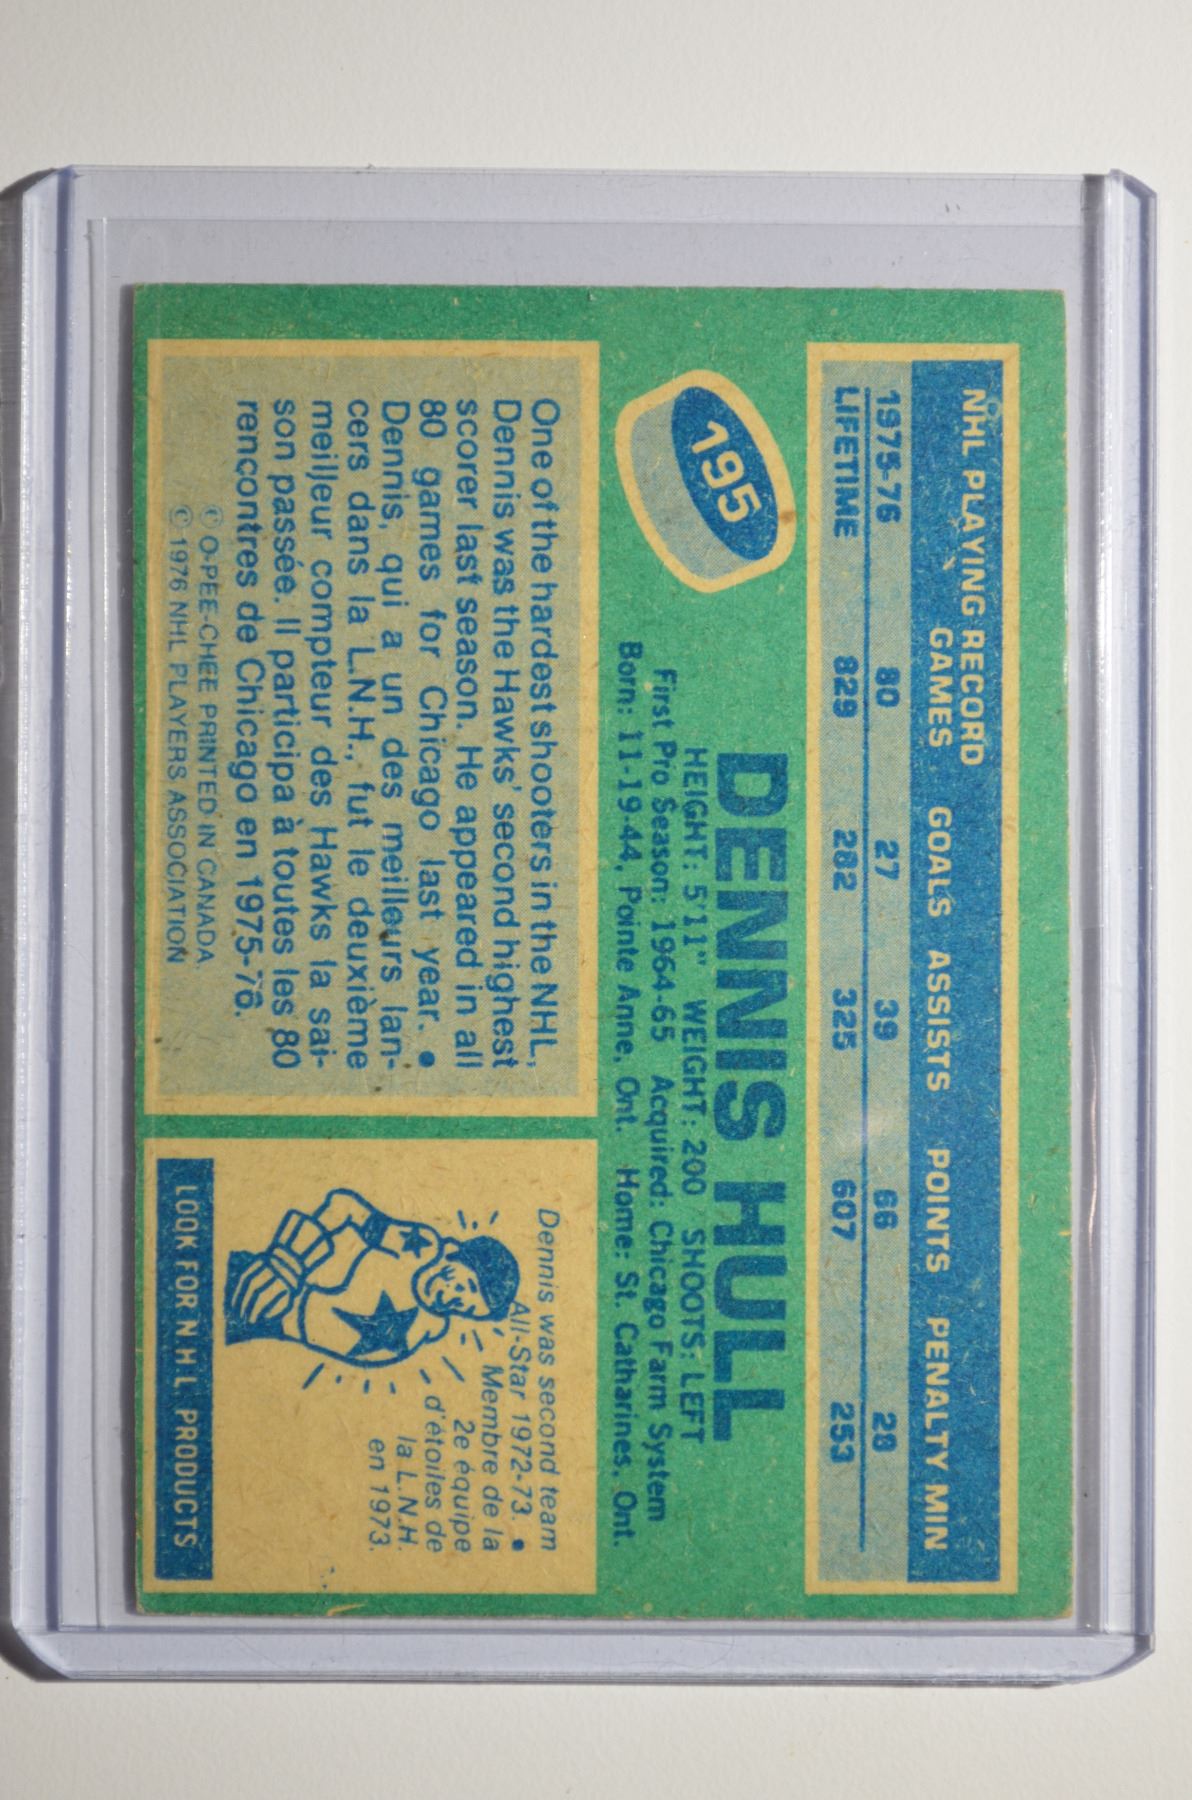 NHL PLAYING RECORD
GAMES GOALS ASSISTS POINTS PENALTY MIN
1975-76 80 27 39 66 28
LIFETIME 829 282 325 607 253
195
DENNIS HULL
HEIGHT: 5'11" WEIGHT: 200 SHOOTS: LEFT
First Pro Season: 1964-65 Acquired: Chicago Farm System
Born: 11-19-44, Pointe Anne, Ont. Home: St. Catharines, Ont.
One of the hardest shooters in the NHL,
Dennis was the Hawks' second highest
scorer last season. He appeared in all
80 games for Chicago last year. •
Dennis, qui a un des meilleurs lan-
cers dans la L.N.H., fut le deuxième
meilleur compteur des Hawks la sai-
son passée. Il participa à toutes les 80
rencontres de Chicago en 1975-76.
© O-PEE-CHEE PRINTED IN CANADA.
© 1976 NHL PLAYERS ASSOCIATION
Dennis was second team
All-Star 1972-73. •
Membre de la
2e équipe
d'étoiles de
la L.N.H.
en 1973.
LOOK FOR N.H.L. PRODUCTS